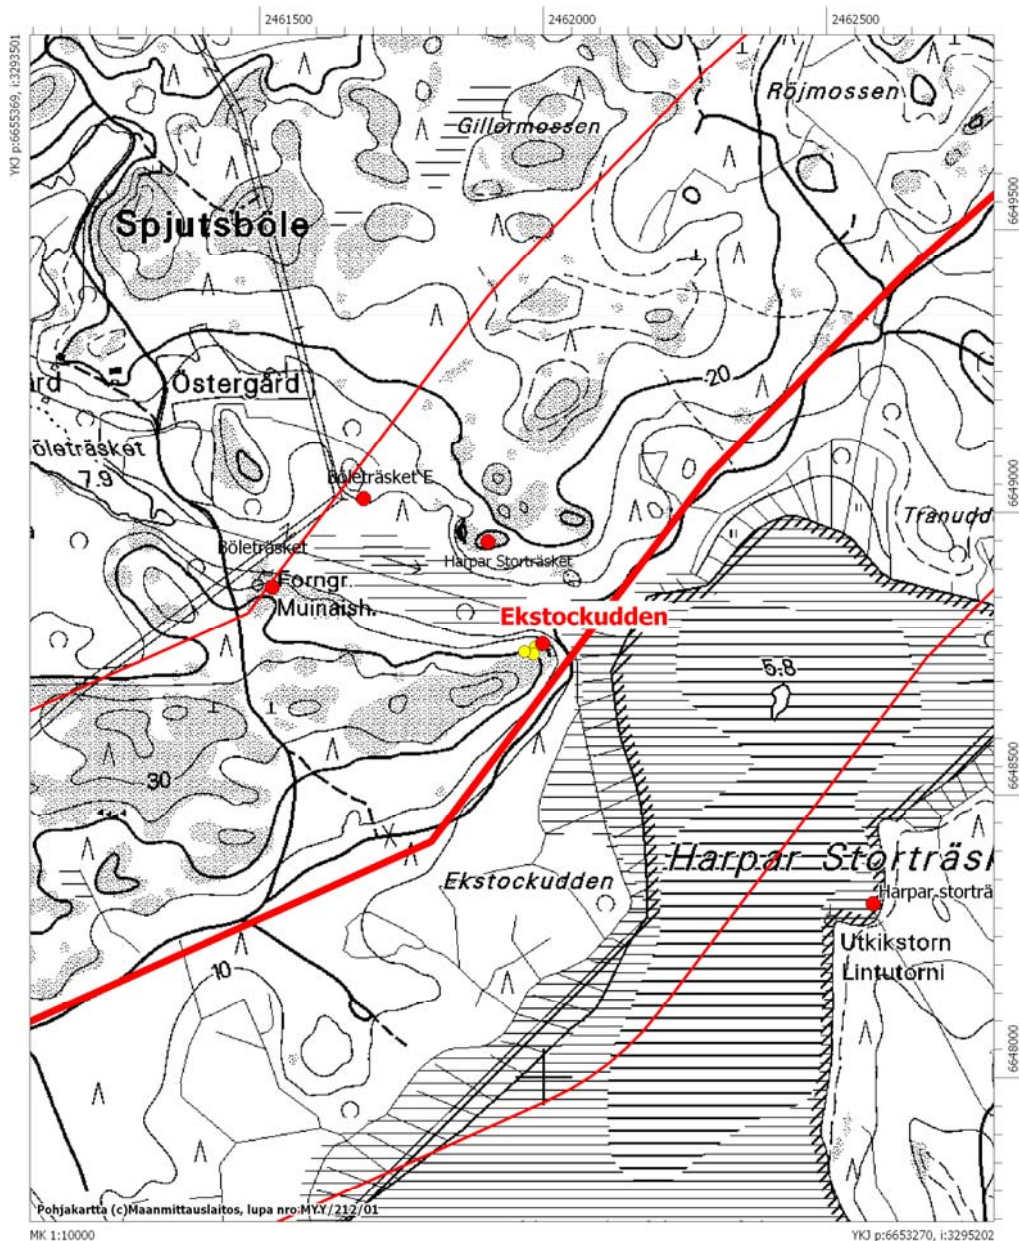 2461500
2462000
2462500
YKJ p:6655369, i:3293501
Röjmossen
Gillermossen
6649500
Spjutsböle
20
Östergård
öleträsket
7.9
Böleträsket E
6649000
Tranudd
Böleträsket
Harpar Storträsket
Forngr.
Muinaish.
Ekstockudden
5.8
30
6648500
Harpar Storträsk
Ekstockudden
Harpar storträ
Utkikstorn
Lintutorni
10
6648000
Pohjakartta (c)Maanmittauslaitos, lupa nro:MYY/212/01
MK 1:10000
YKJ p:6653270, i:3295202